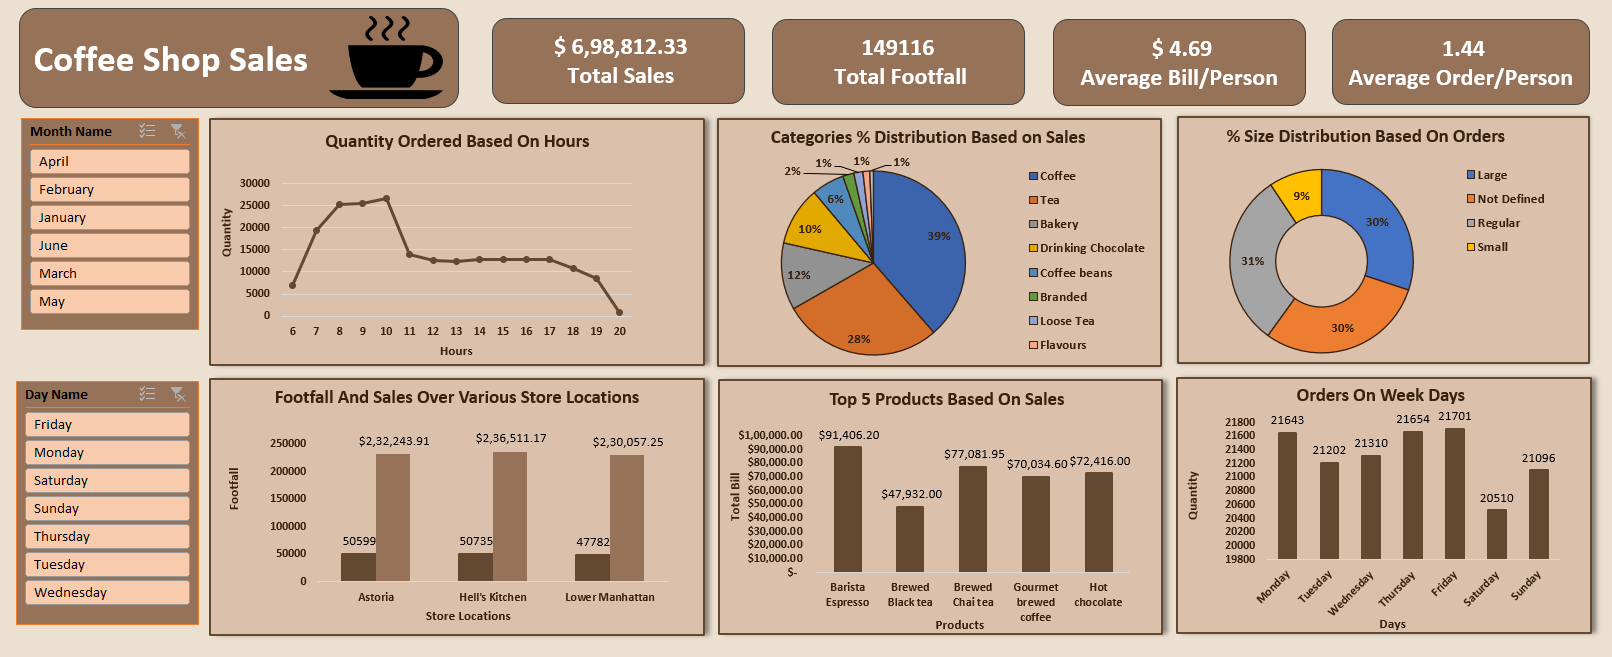 Coffee Shop Sales
$ 6,98,812.33
Total Sales
149116
Total Footfall
$ 4.69
Average Bill/Person
1.44
Average Order/Person
Month Name
April
February
January
June
March
May
Day Name
Friday
Monday
Saturday
Sunday
Thursday
Tuesday
Wednesday
Quantity Ordered Based On Hours
Quantity
30000
25000
20000
15000
10000
5000
0
6 7 8 9 10 11 12 13 14 15 16 17 18 19 20
Hours
Categories % Distribution Based on Sales
2% 1% 1% 1%
6%
10%
12%
28%
39%
Coffee
Tea
Bakery
Drinking Chocolate
Coffee beans
Branded
Loose Tea
Flavours
% Size Distribution Based On Orders
9%
30%
31%
30%
Large
Not Defined
Regular
Small
Footfall And Sales Over Various Store Locations
Footfall
250000
200000
150000
100000
50000
0
$2,32,243.91 $2,36,511.17 $2,30,057.25
50599 50735 47782
Astoria Hell's Kitchen Lower Manhattan
Store Locations
Top 5 Products Based On Sales
Total Bill
$1,00,000.00
$90,000.00
$80,000.00
$70,000.00
$60,000.00
$50,000.00
$40,000.00
$30,000.00
$20,000.00
$10,000.00
$-
$91,406.20
$47,932.00
$77,081.95
$70,034.60
$72,416.00
Barista
Espresso
Brewed
Black tea
Brewed
Chai tea
Gourmet
brewed
coffee
Hot
chocolate
Products
Orders On Week Days
Quantity
21800
21600
21400
21200
21000
20800
20600
20400
20200
20000
19800
21643
21202
21310
21654
21701
20510
21096
Monday
Tuesday
Wednesday
Thursday
Friday
Saturday
Sunday
Days